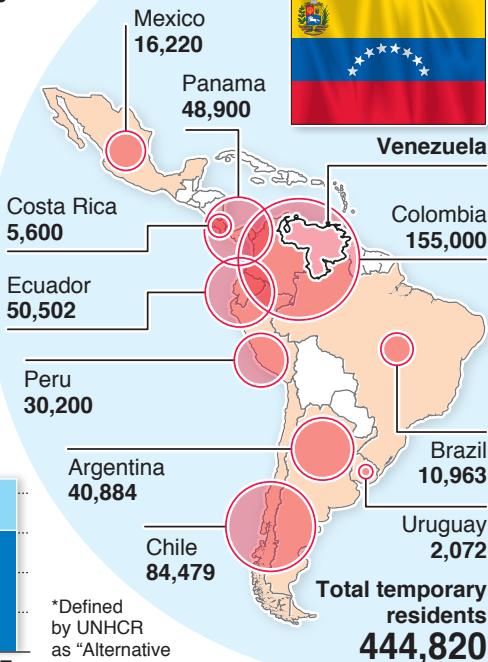 Mexico
16,220
Panama
48,900
Venezuela
Costa Rica
5,600
Colombia
155,000
Ecuador
50,502
Peru
30,200
Brazil
10,963
Argentina
40,884
Uruguay
2,072
Chile
84,479
Total temporary
residents
444,820
*Defined
by UNHCR
as “Alternative